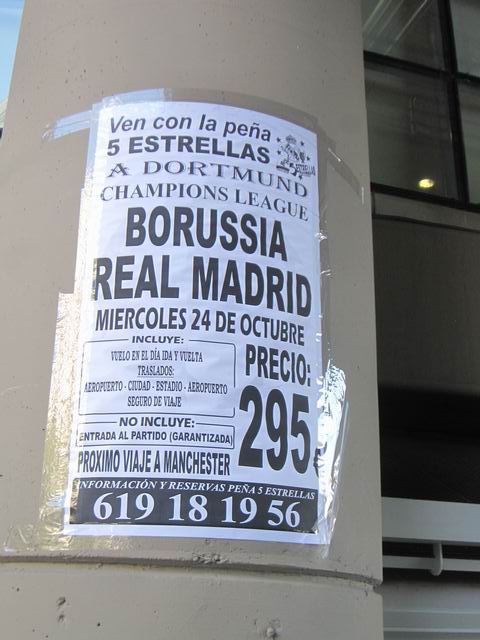 Ven con la peña
5 ESTRELLAS
A DORTMUND
CHAMPIONS LEAGUE
BORUSSIA
REAL MADRID
MIERCOLES 24 DE OCTUBRE
INCLUYE:
VUELO EN EL DÍA IDA Y VUELTA
TRASLADOS:
AEROPUERTO - CIUDAD - ESTADIO - AEROPUERTO
SEGURO DE VIAJE
PRECIO:
295
NO INCLUYE:
ENTRADA AL PARTIDO (GARANTIZADA)
PROXIMO VIAJE A MANCHESTER
INFORMACIÓN Y RESERVAS PEÑA 5 ESTRELLAS
619 18 19 56